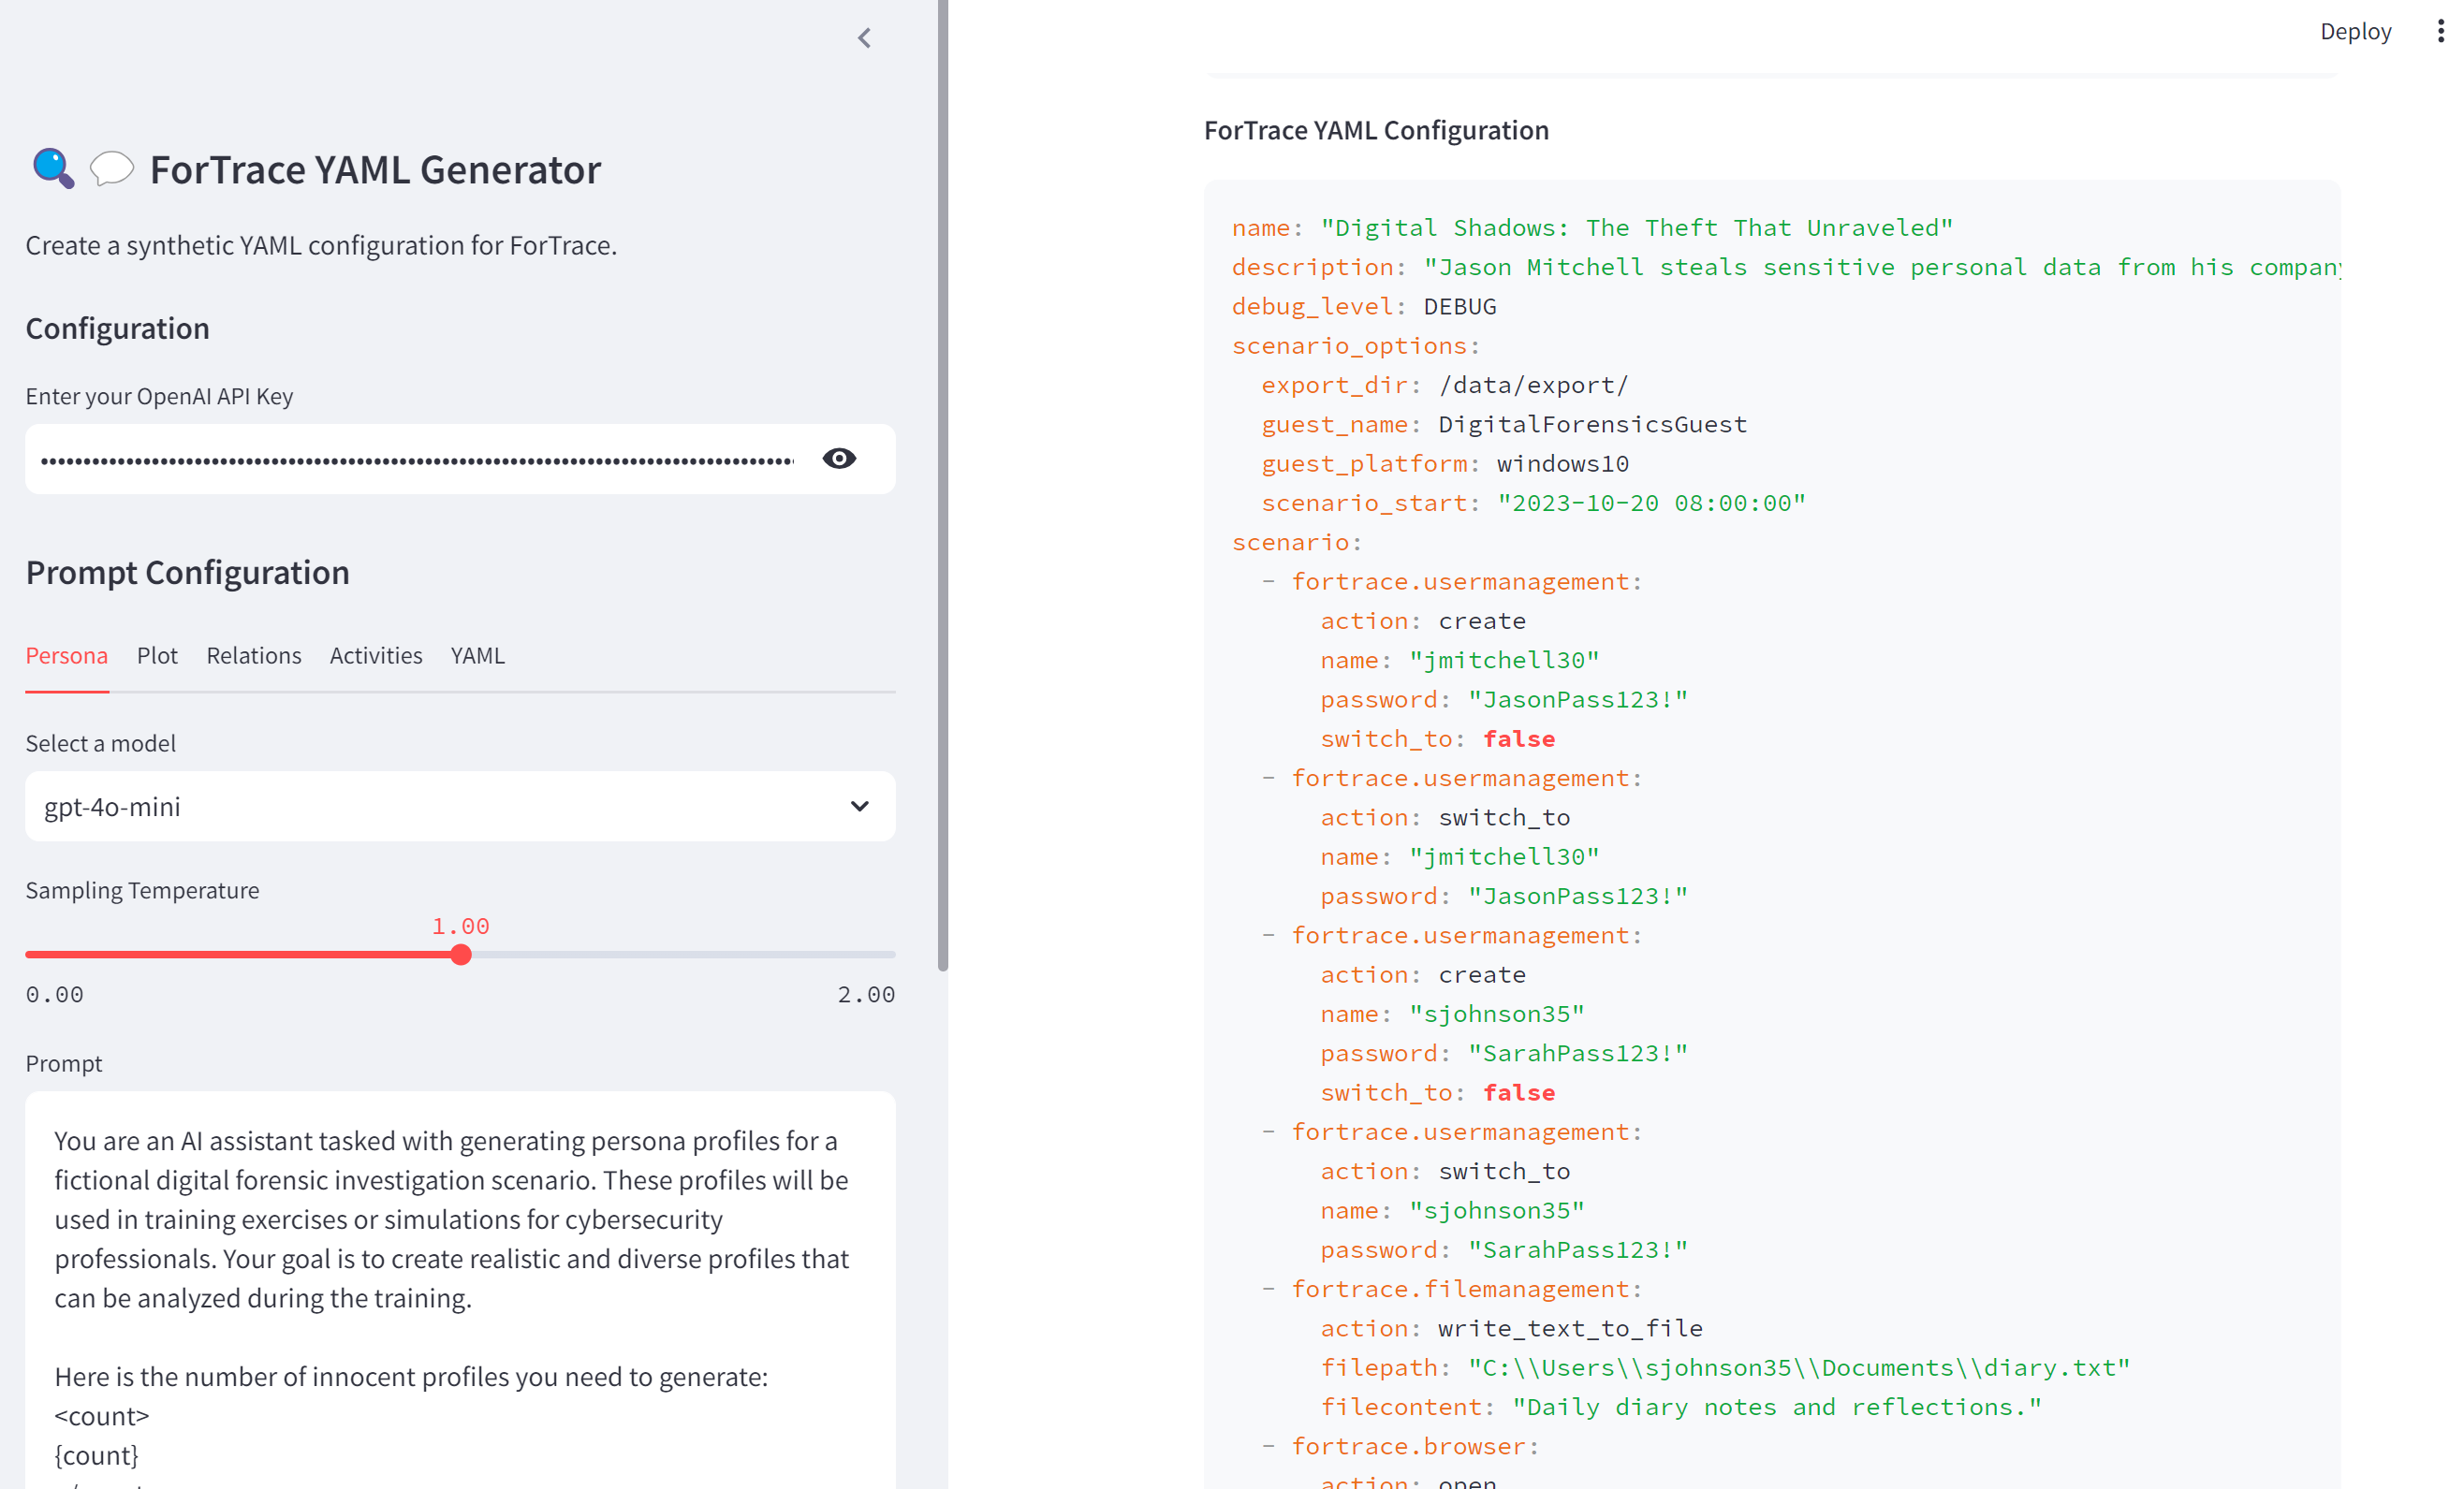 ForTrace YAML Generator
Create a synthetic YAML configuration for ForTrace.
Configuration
Enter your OpenAI API Key
Prompt Configuration
Persona Plot Relations Activities YAML
Select a model
gpt-4o-mini
Sampling Temperature
1.00
0.00 2.00
Prompt
You are an AI assistant tasked with generating persona profiles for a
fictional digital forensic investigation scenario. These profiles will be
used in training exercises or simulations for cybersecurity
professionals. Your goal is to create realistic and diverse profiles that
can be analyzed during the training.
Here is the number of innocent profiles you need to generate:
<count>
{count}
Deploy
ForTrace YAML Configuration
name: "Digital Shadows: The Theft That Unraveled"
description: "Jason Mitchell steals sensitive personal data from his company
debug_level: DEBUG
scenario_options:
export_dir: /data/export/
guest_name: DigitalForensicsGuest
guest_platform: windows10
scenario_start: "2023-10-20 08:00:00"
scenario:
- fortrace.usermanagement:
action: create
name: "jmitchell30"
password: "JasonPass123!"
switch_to: false
- fortrace.usermanagement:
action: switch_to
name: "jmitchell30"
password: "JasonPass123!"
- fortrace.usermanagement:
action: create
name: "sjohnson35"
password: "SarahPass123!"
switch_to: false
- fortrace.usermanagement:
action: switch_to
name: "sjohnson35"
password: "SarahPass123!"
- fortrace.filemanagement:
action: write_text_to_file
filepath: "C:\\Users\\sjohnson35\\Documents\\diary.txt"
filecontent: "Daily diary notes and reflections."
- fortrace.browser:
action: open